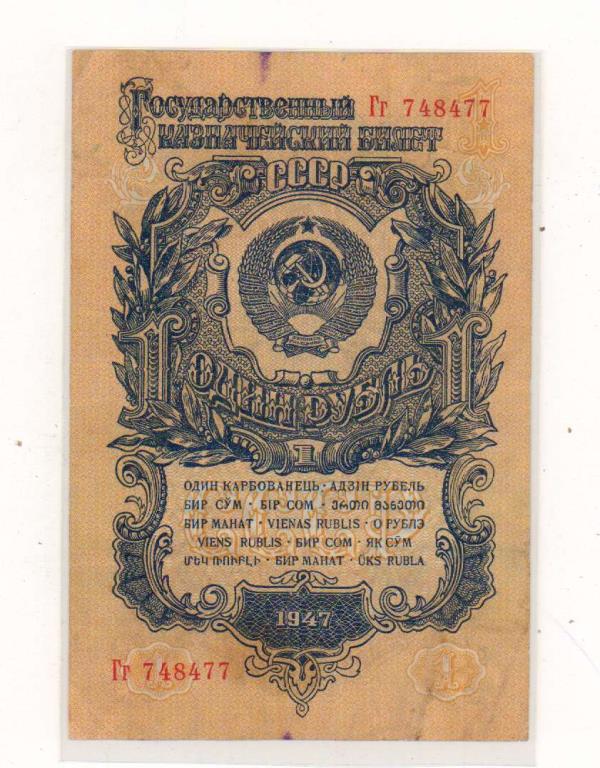 Государственный Гг 748477
казначейский билет
СССР
1 1
ОДИН РУБЛЬ
1
ОДИН КАРБОВАНЕЦЬ · АДЗІН РУБЕЛЬ
БИР СЎМ · БІР СОМ · ᲔᲠᲗᲘ ᲛᲐᲜᲔᲗᲘ
БИР МАНАТ · VIENAS RUBLIS · О РУБЛЭ
VIENS RUBLIS · БИР СОМ · ЯК СЎМ
ՄԵԿ ՌՈՒԲԼԻ · БИР МАНАТ · ÜKS RUBLA
1947
Гг 748477